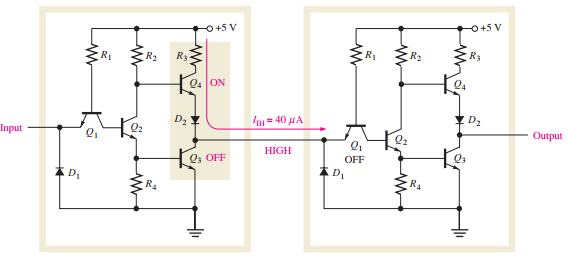 +5 V
+5 V
R1 R2 R3
R1 R2 R3
Q4 ON
Q4
D2
IIH = 40 μA
D2
Input
Q1 Q2
Q1 Q2
Output
HIGH
OFF
Q3 OFF
Q3
D1 R4
D1 R4